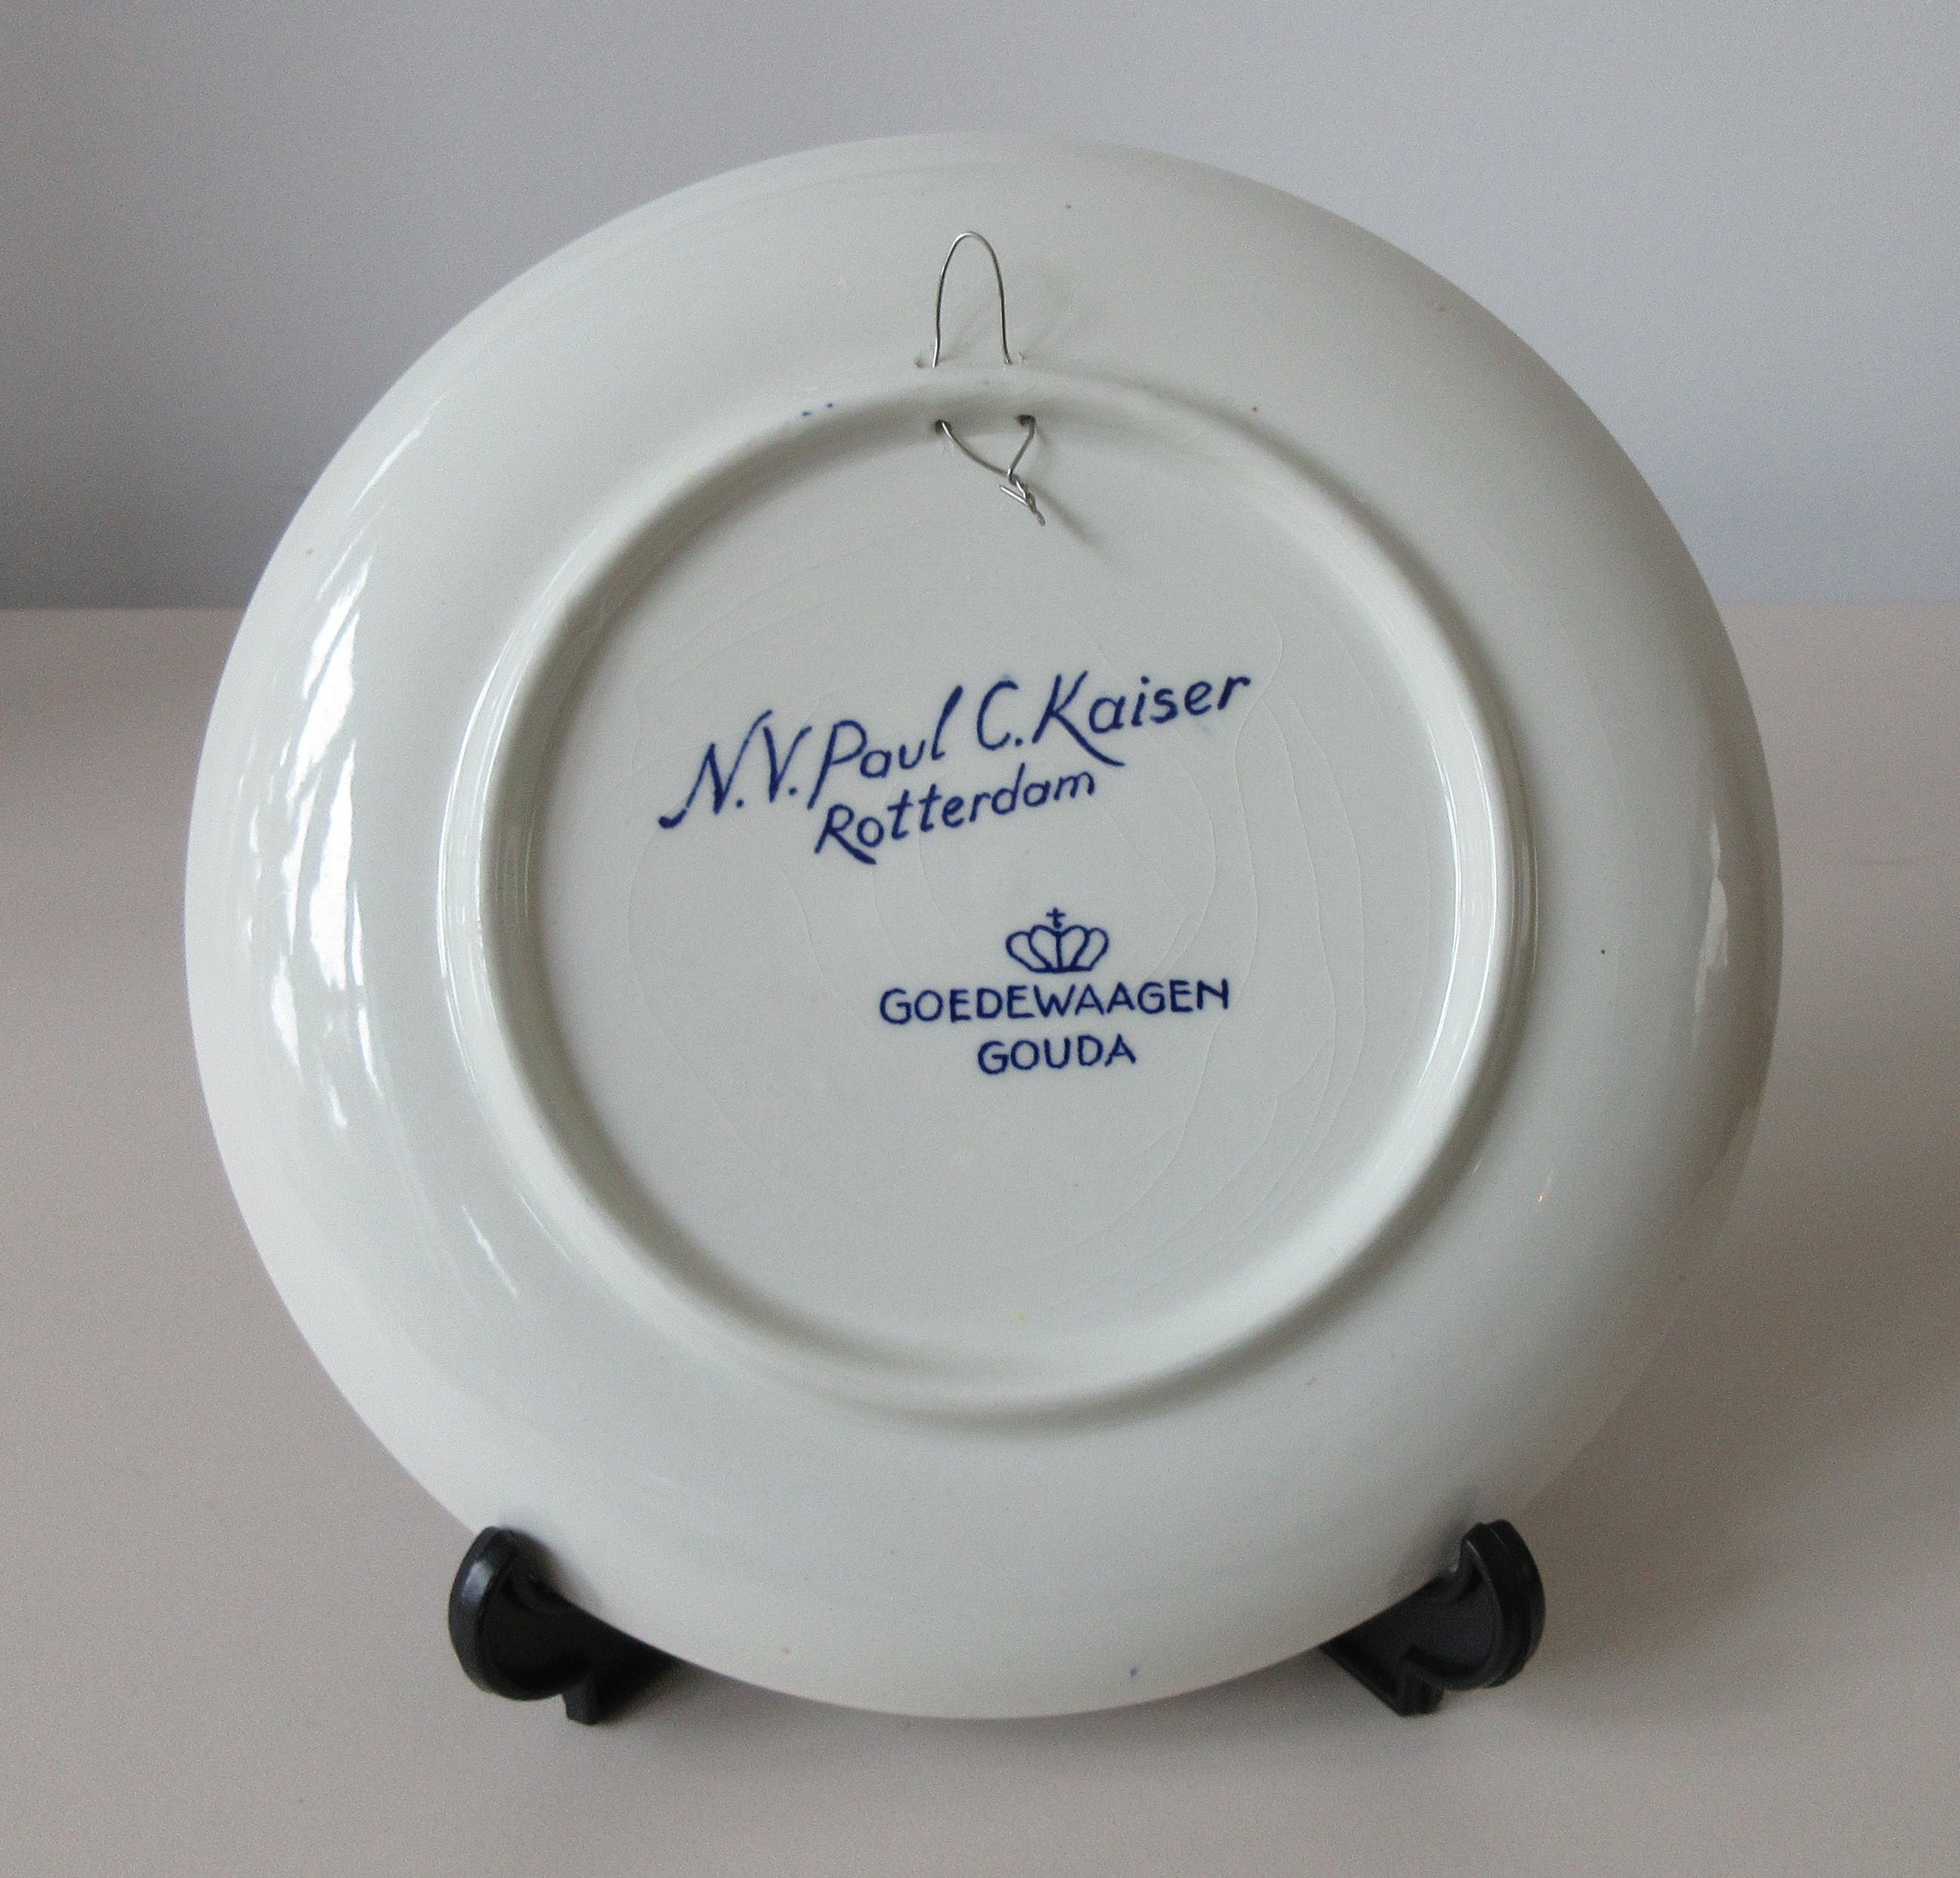 N.V. Paul C. Kaiser
Rotterdam
GOEDEWAAGEN
GOUDA